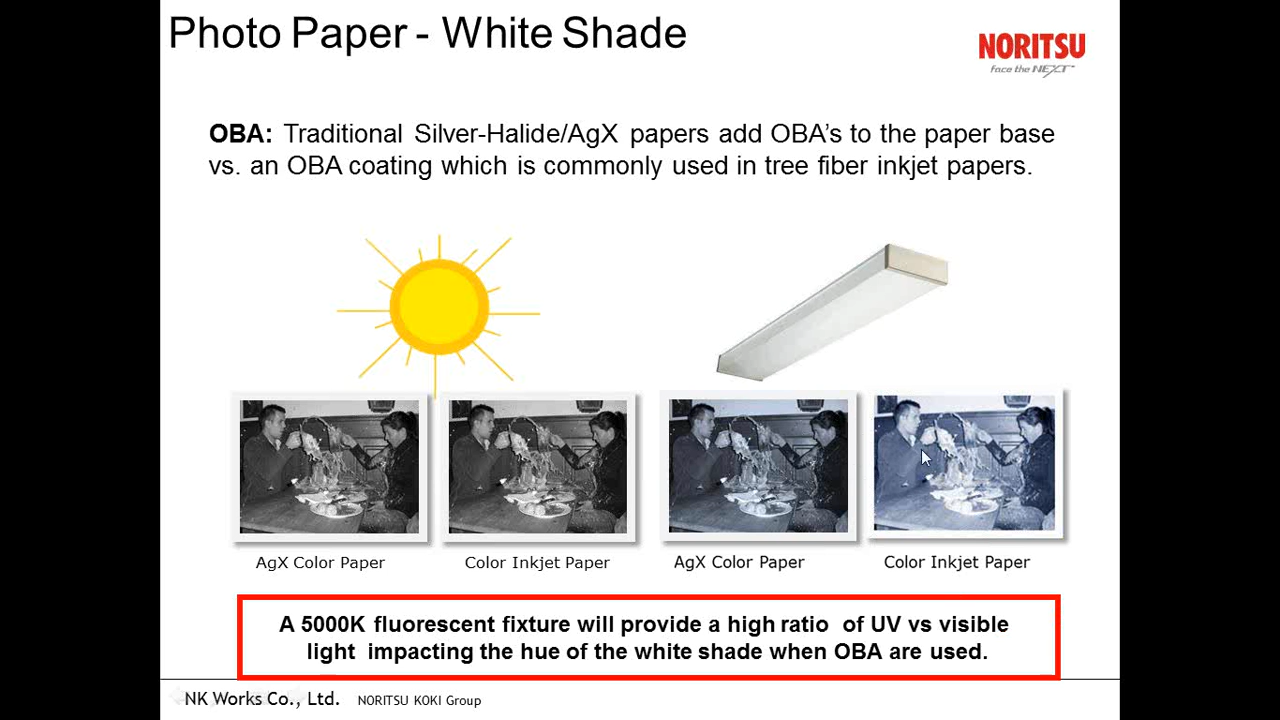 Photo Paper - White Shade
NORITSU
face the NEXT™
OBA: Traditional Silver-Halide/AgX papers add OBA's to the paper base
vs. an OBA coating which is commonly used in tree fiber inkjet papers.
AgX Color Paper
Color Inkjet Paper
AgX Color Paper
Color Inkjet Paper
A 5000K fluorescent fixture will provide a high ratio of UV vs visible
light impacting the hue of the white shade when OBA are used.
NK Works Co., Ltd. NORITSU KOKI Group